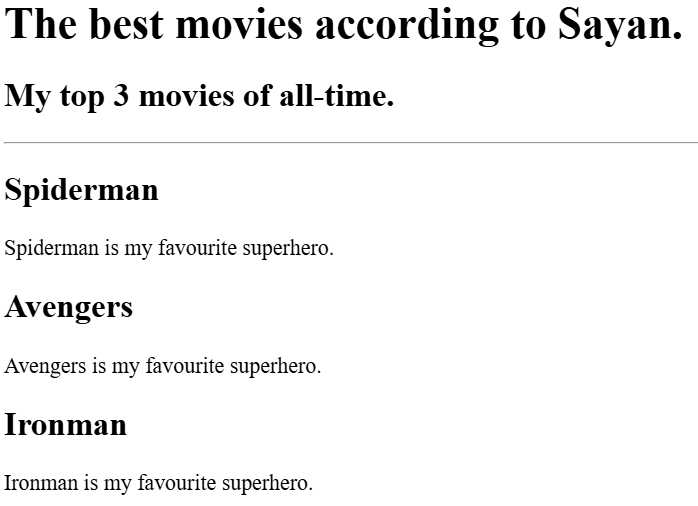 The best movies according to Sayan.
My top 3 movies of all-time.
Spiderman
Spiderman is my favourite superhero.
Avengers
Avengers is my favourite superhero.
Ironman
Ironman is my favourite superhero.